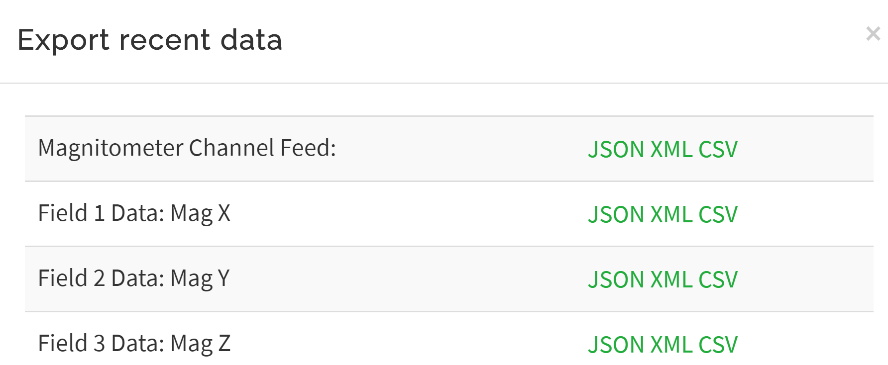 Export recent data ×
Magnitometer Channel Feed: JSON XML CSV
Field 1 Data: Mag X JSON XML CSV
Field 2 Data: Mag Y JSON XML CSV
Field 3 Data: Mag Z JSON XML CSV